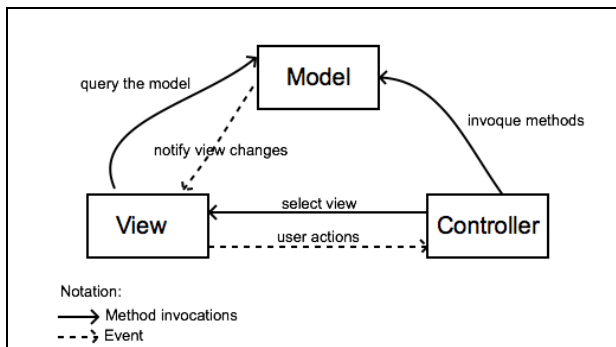 Model
query the model
invoque methods
notify view changes
select view
View
Controller
user actions
Notation:
Method invocations
Event